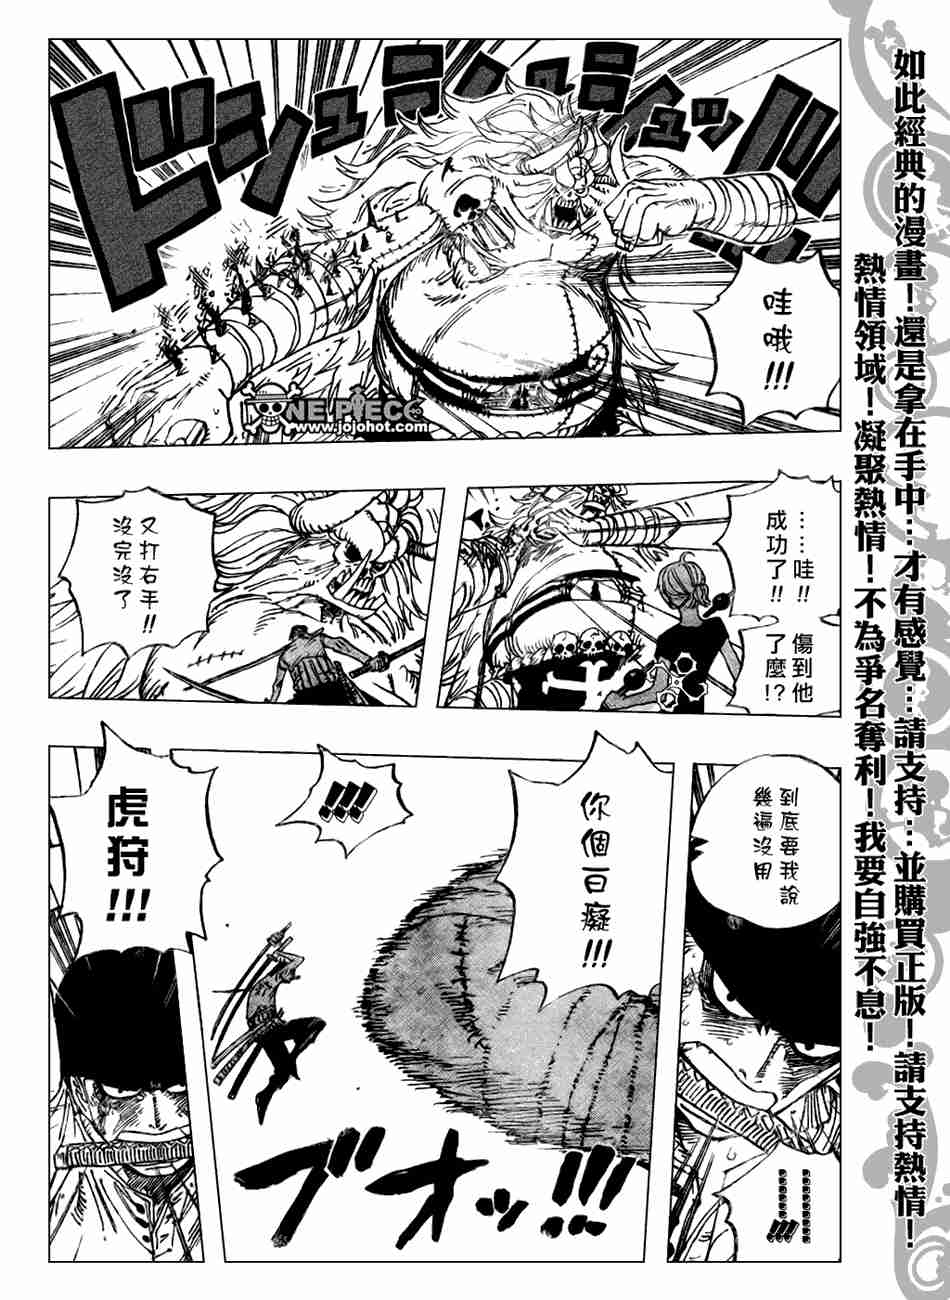 ドシュルルルルッ
哇哦!!!
ONE PIECE
www.jojohot.com
……哇!!
成功了!!
傷到他
了麼!?
又打右手!!
沒完沒了
到底要我說
幾遍沒用
…………!!!
你個白癡!!!
!!!!
ブオッ!!!
虎狩!!!
如此經典的漫畫！還是拿在手中…才有感覺…請支持…並購買正版！請支持熱情！
熱情領域！凝聚熱情！不為爭名奪利！我要自強不息！